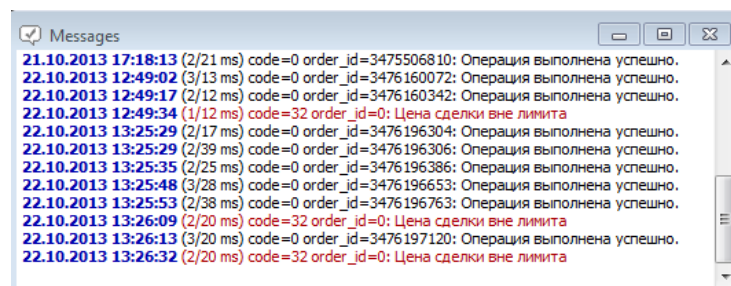 Messages
21.10.2013 17:18:13 (2/21 ms) code=0 order_id=3475506810: Операция выполнена успешно.
22.10.2013 12:49:02 (3/13 ms) code=0 order_id=3476160072: Операция выполнена успешно.
22.10.2013 12:49:17 (2/12 ms) code=0 order_id=3476160342: Операция выполнена успешно.
22.10.2013 12:49:34 (1/12 ms) code=32 order_id=0: Цена сделки вне лимита
22.10.2013 13:25:29 (2/17 ms) code=0 order_id=3476196304: Операция выполнена успешно.
22.10.2013 13:25:29 (2/39 ms) code=0 order_id=3476196306: Операция выполнена успешно.
22.10.2013 13:25:35 (2/25 ms) code=0 order_id=3476196386: Операция выполнена успешно.
22.10.2013 13:25:48 (3/28 ms) code=0 order_id=3476196653: Операция выполнена успешно.
22.10.2013 13:25:53 (2/38 ms) code=0 order_id=3476196763: Операция выполнена успешно.
22.10.2013 13:26:09 (2/20 ms) code=32 order_id=0: Цена сделки вне лимита
22.10.2013 13:26:13 (3/20 ms) code=0 order_id=3476197120: Операция выполнена успешно.
22.10.2013 13:26:32 (2/20 ms) code=32 order_id=0: Цена сделки вне лимита